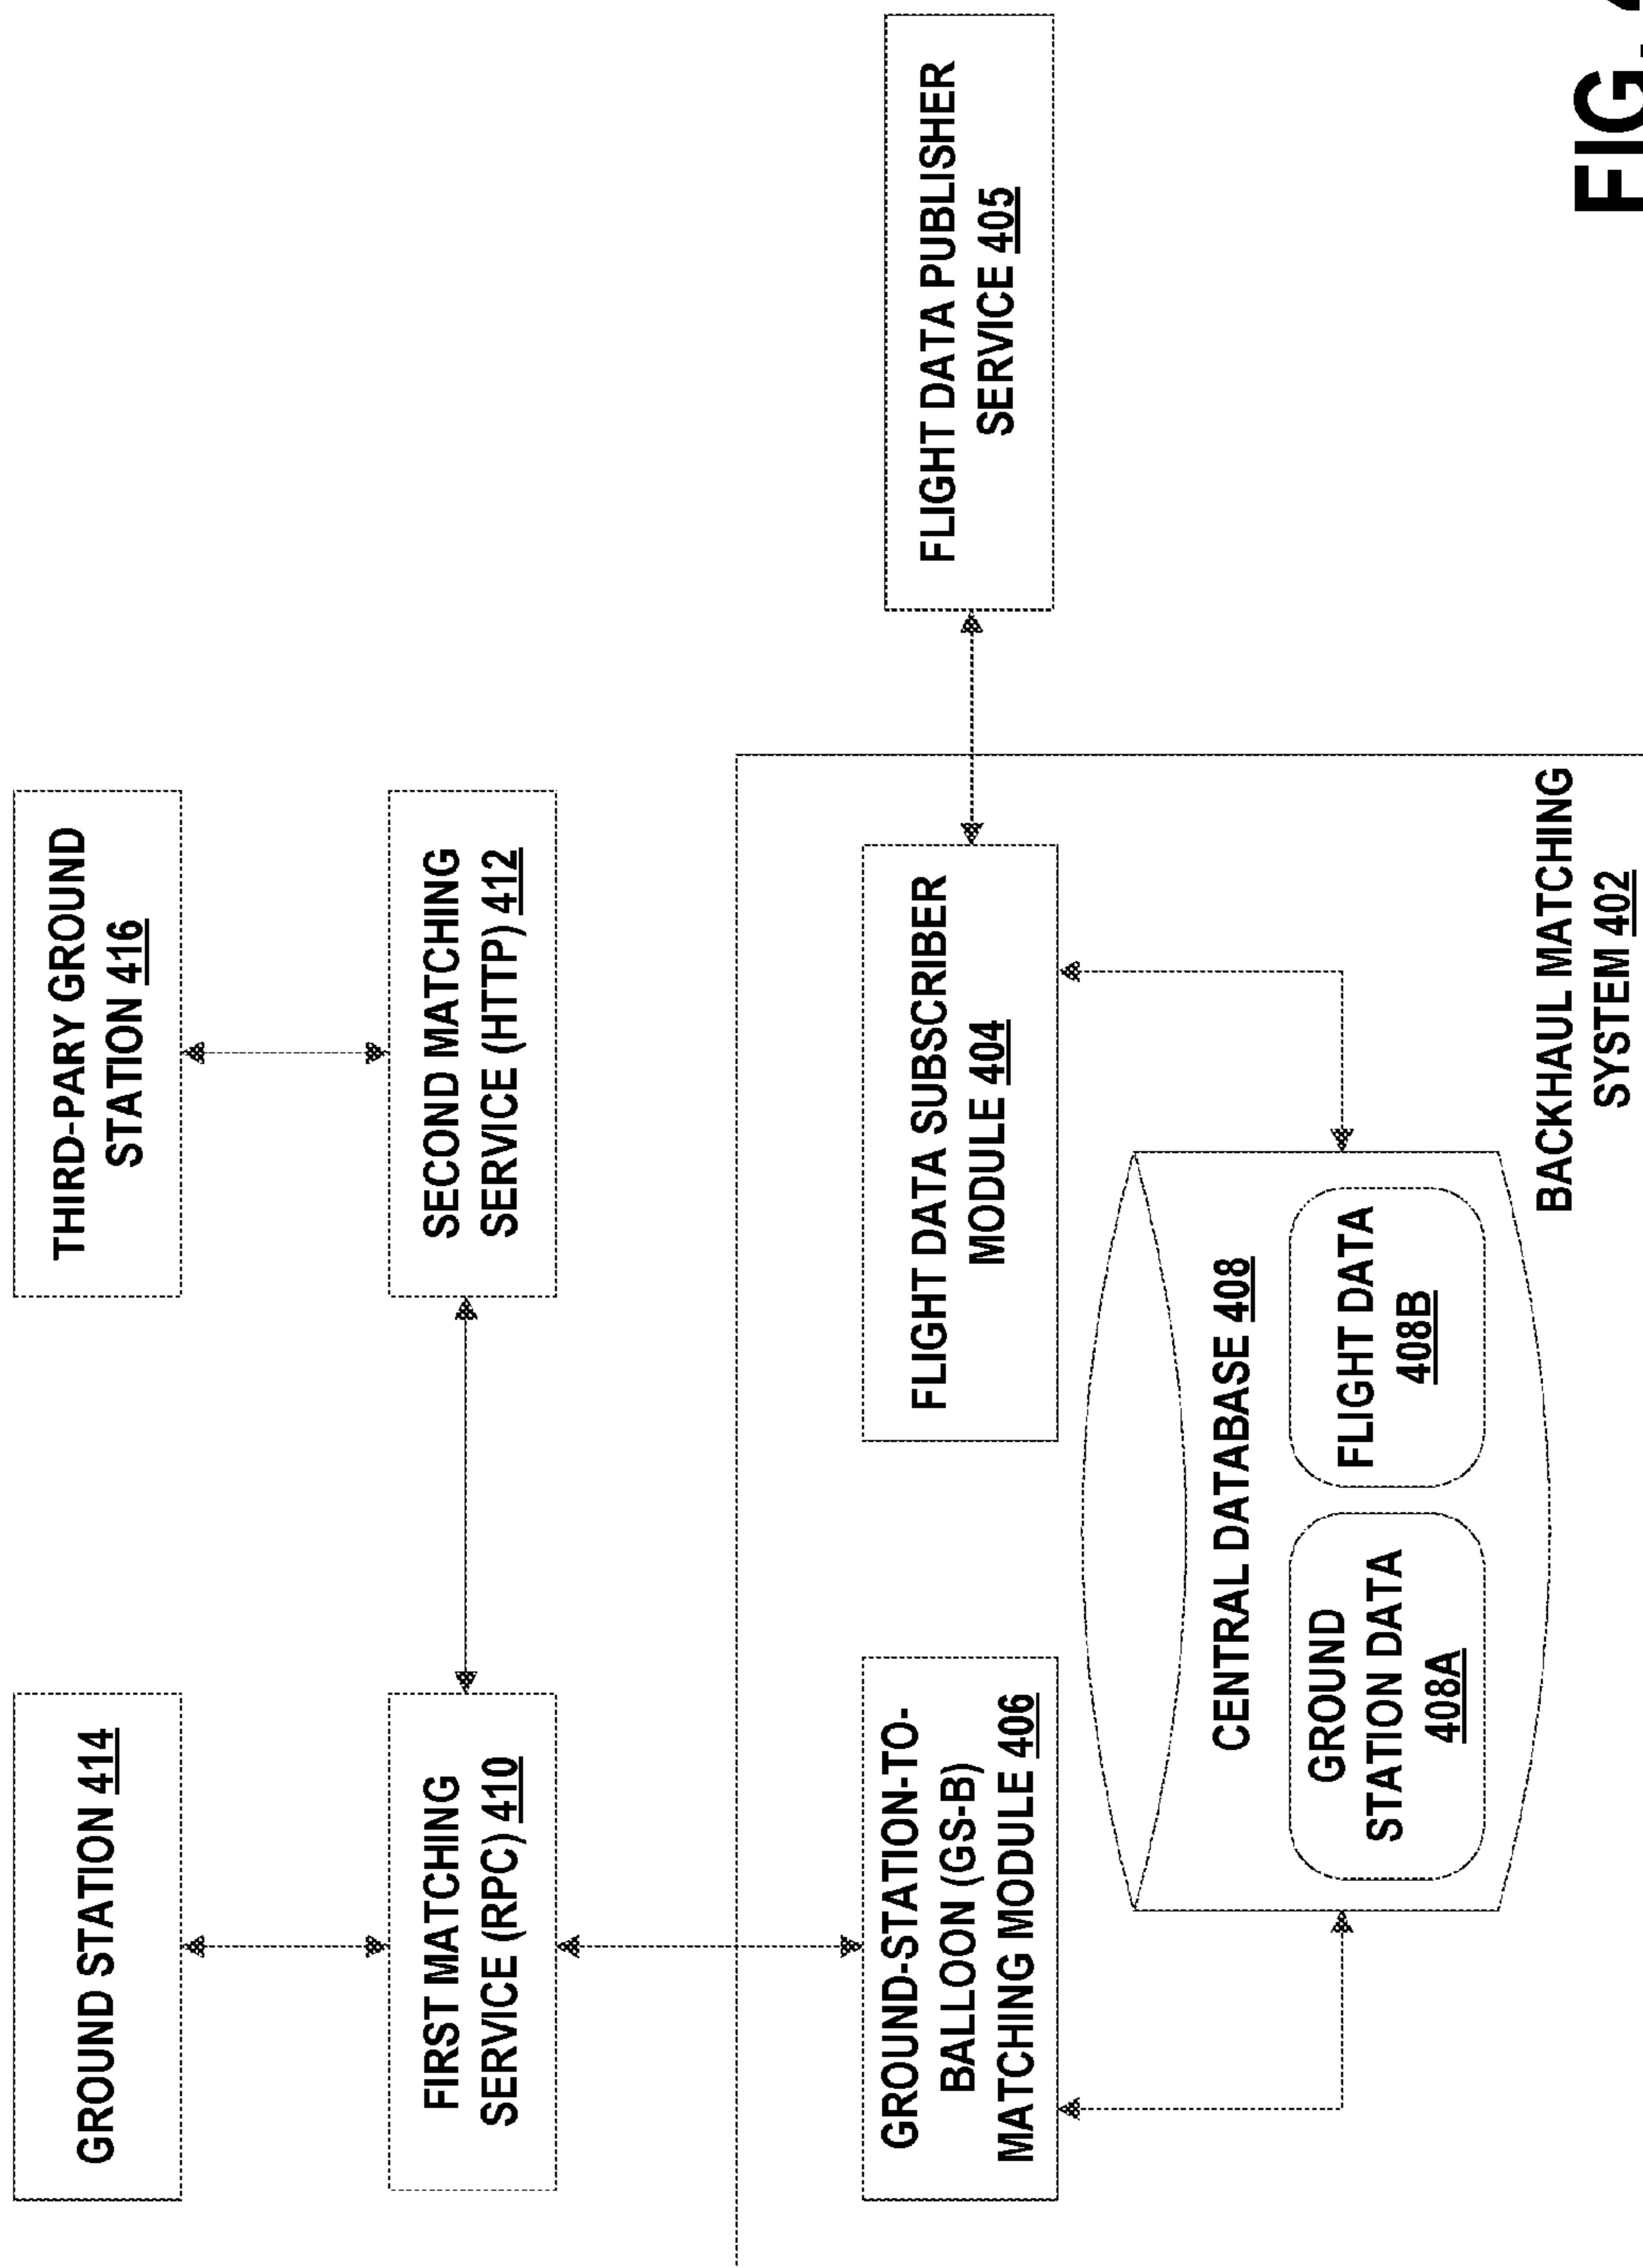 GROUND STATION 414
THIRD-PARY GROUND
STATION 416
FIRST MATCHING
SERVICE (RPC) 410
SECOND MATCHING
SERVICE (HTTP) 412
GROUND-STATION-TO-
BALLOON (GS-B)
MATCHING MODULE 406
FLIGHT DATA SUBSCRIBER
MODULE 404
FLIGHT DATA PUBLISHER
SERVICE 405
CENTRAL DATABASE 408
GROUND
STATION DATA
408A
FLIGHT DATA
408B
BACKHAUL MATCHING
SYSTEM 402
FIG.